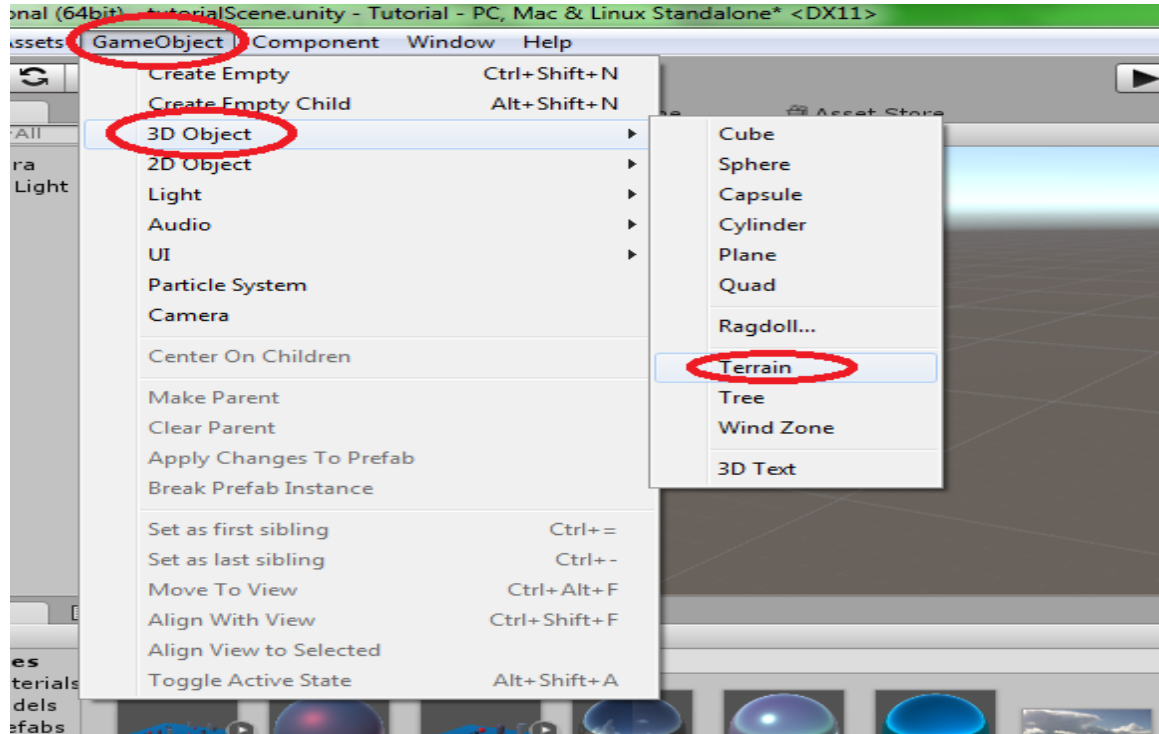 onal (64bit) - tutorialScene.unity - Tutorial - PC, Mac & Linux Standalone* <DX11>
ssets GameObject Component Window Help
Create Empty Ctrl+Shift+N
Create Empty Child Alt+Shift+N
Asset Store
All
3D Object
Cube
ra
2D Object
Sphere
Light
Light
Capsule
Audio
Cylinder
UI
Plane
Particle System
Quad
Camera
Ragdoll...
Center On Children
Terrain
Make Parent
Tree
Clear Parent
Wind Zone
Apply Changes To Prefab
3D Text
Break Prefab Instance
Set as first sibling Ctrl+=
Set as last sibling Ctrl+-
Move To View Ctrl+Alt+F
Align With View Ctrl+Shift+F
Align View to Selected
es
Toggle Active State Alt+Shift+A
terials
dels
efabs